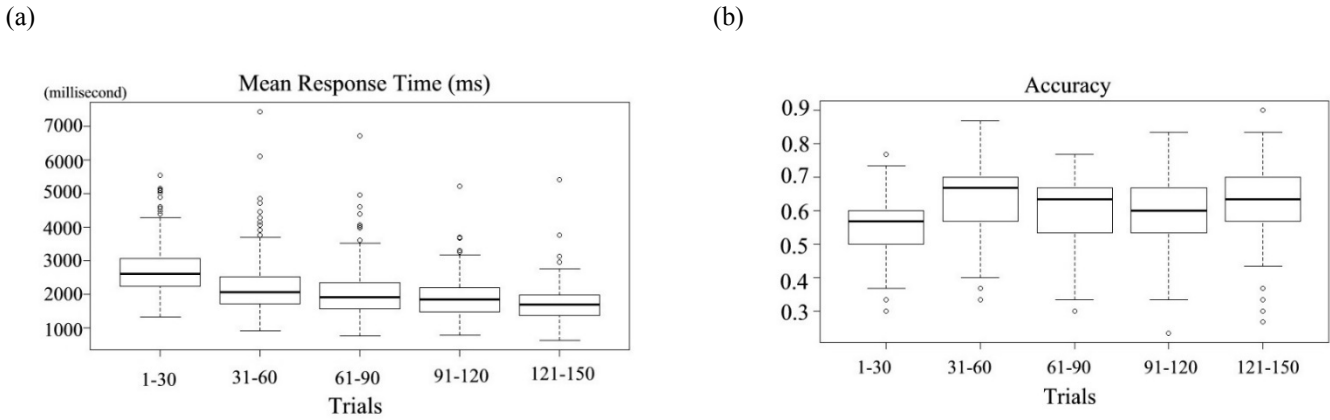 (a)
Mean Response Time (ms)
(millisecond)
7000
6000
5000
4000
3000
2000
1000
1-30 31-60 61-90 91-120 121-150
Trials
(b)
Accuracy
0.9
0.8
0.7
0.6
0.5
0.4
0.3
1-30 31-60 61-90 91-120 121-150
Trials